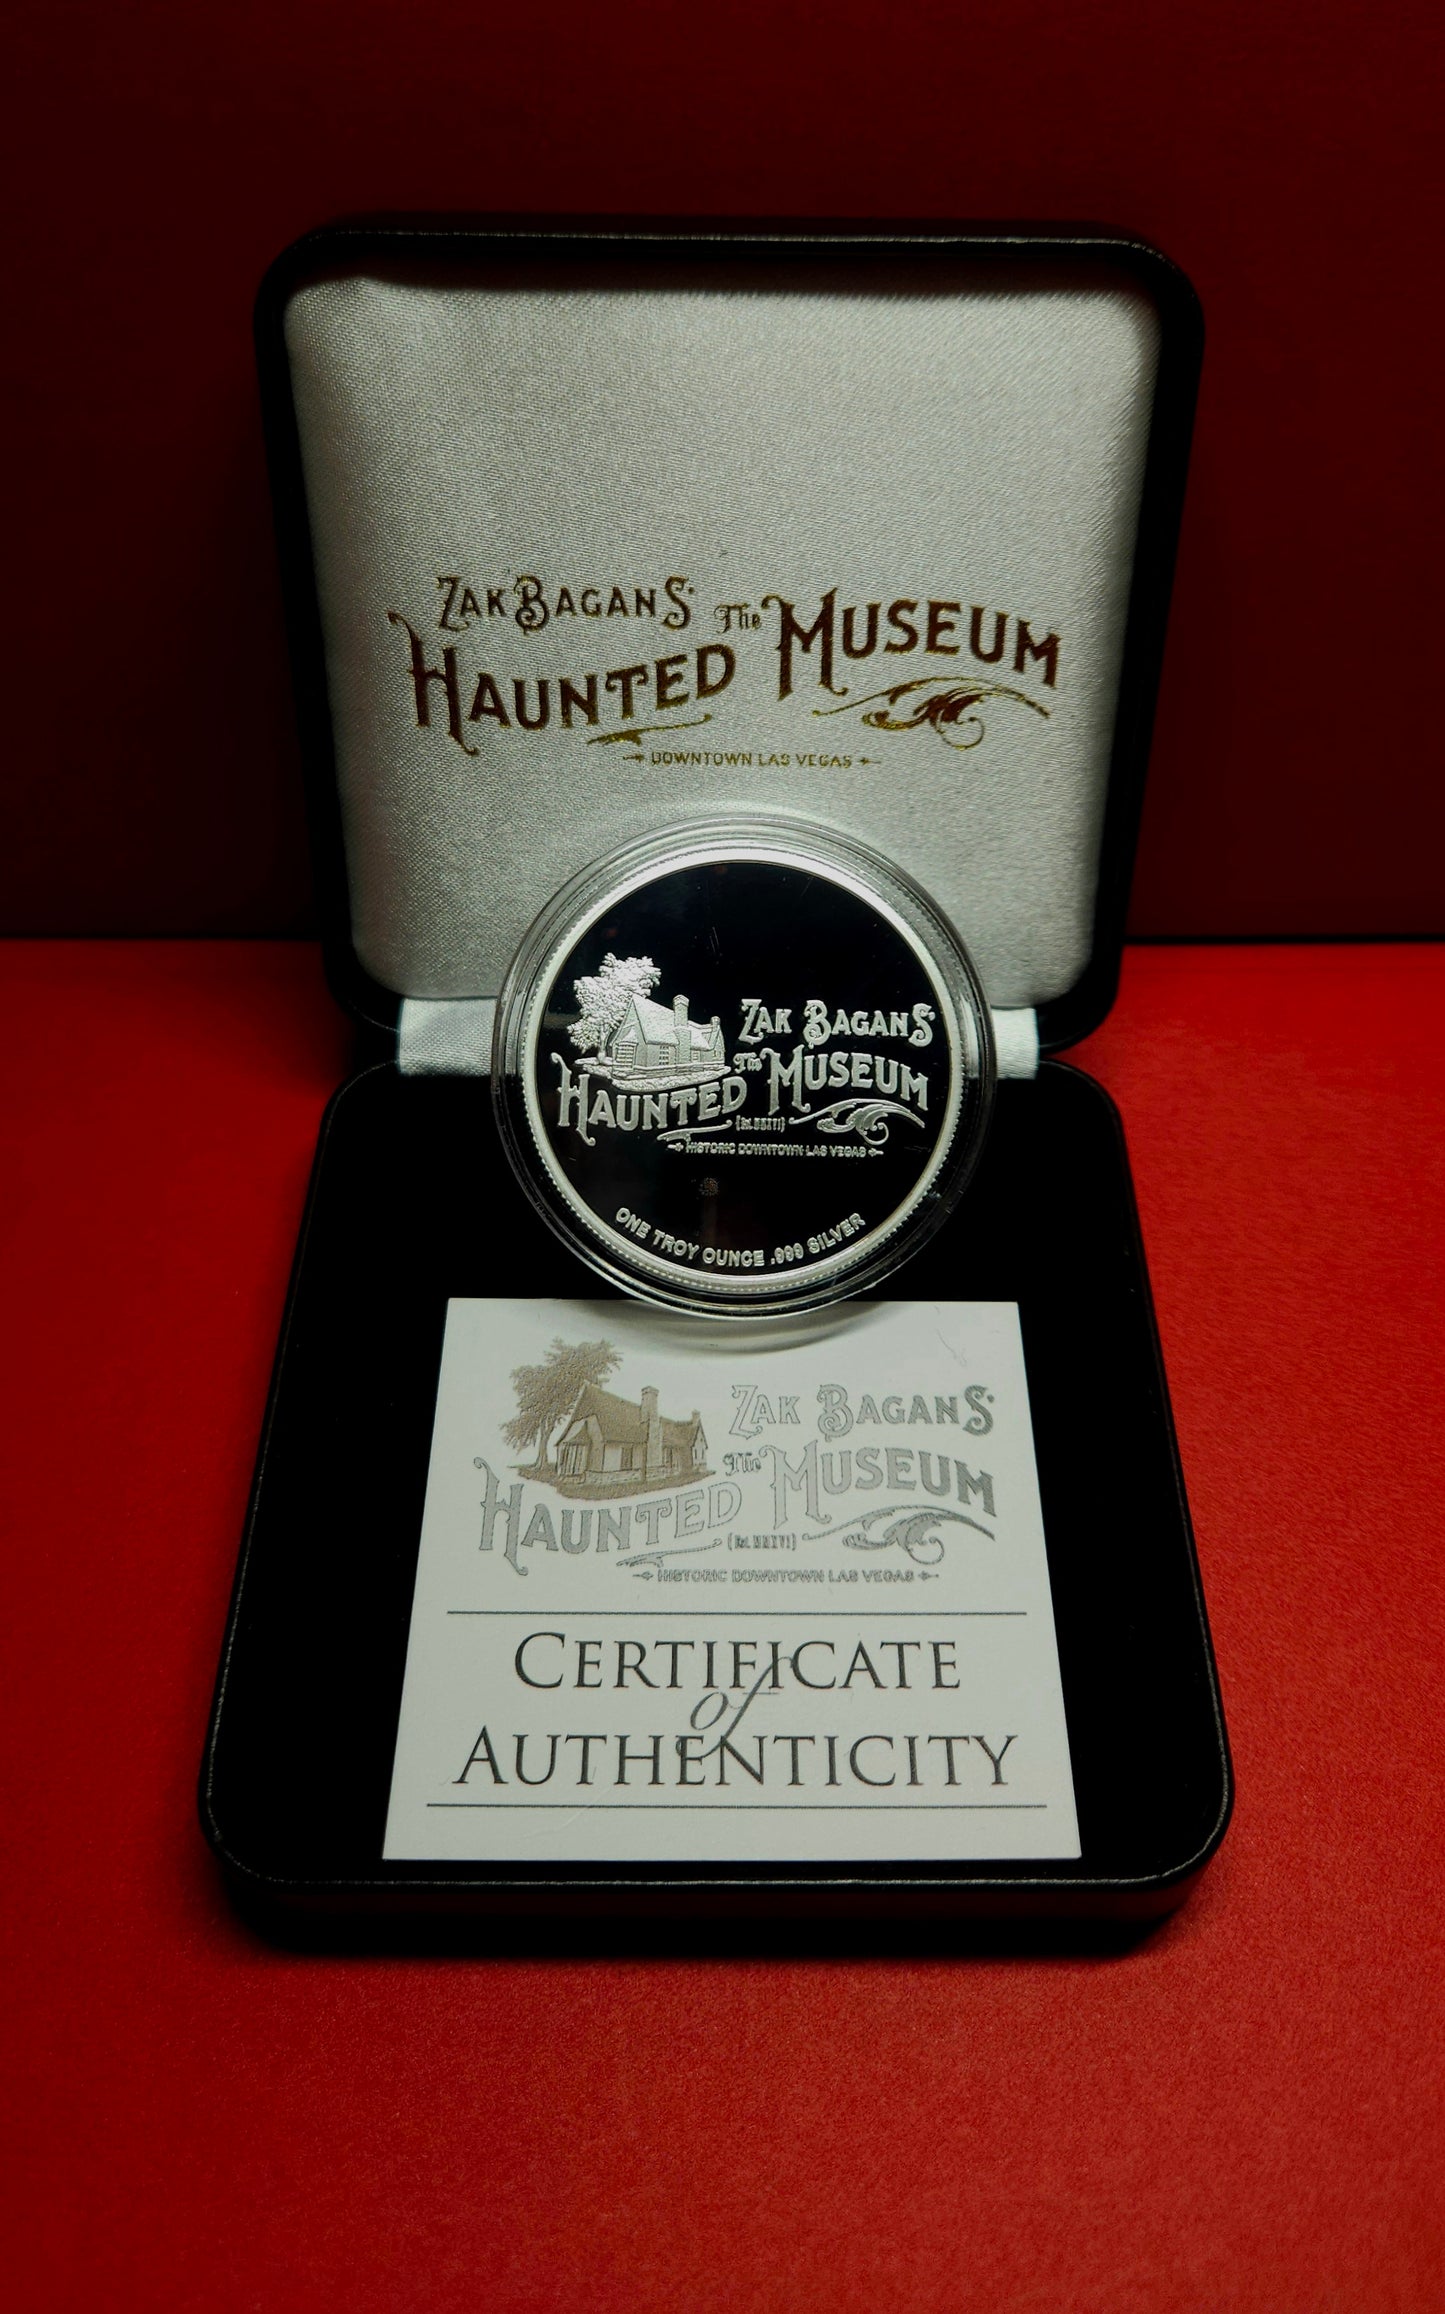 ZAK BAGANS'
The
HAUNTED MUSEUM
DOWNTOWN LAS VEGAS
ZAK BAGANS'
The
HAUNTED MUSEUM
HISTORIC DOWNTOWN LAS VEGAS
ONE TROY OUNCE .999 SILVER
ZAK BAGANS'
The
HAUNTED MUSEUM
HISTORIC DOWNTOWN LAS VEGAS
CERTIFICATE
of
AUTHENTICITY